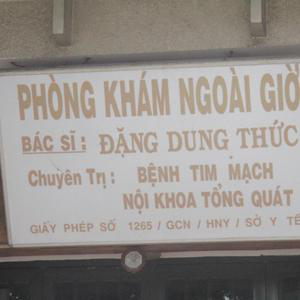 PHÒNG KHÁM NGOÀI GIỜ
BÁC SĨ : ĐẶNG DUNG THỨC
Chuyên Trị : BỆNH TIM MẠCH
NỘI KHOA TỔNG QUÁT
GIẤY PHÉP SỐ 1265 / GCN / HNY / SỞ Y TẾ